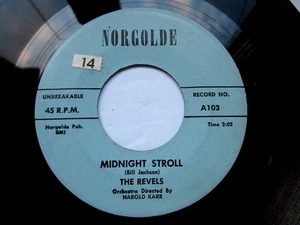 NORGOLDE
14
UNBREAKABLE
45 R.P.M.
RECORD NO.
A103
Norgolde Pub.
BMI
Time 2:02
MIDNIGHT STROLL
(Bill Jackson)
THE REVELS
Orchestra Directed By
HAROLD KARR